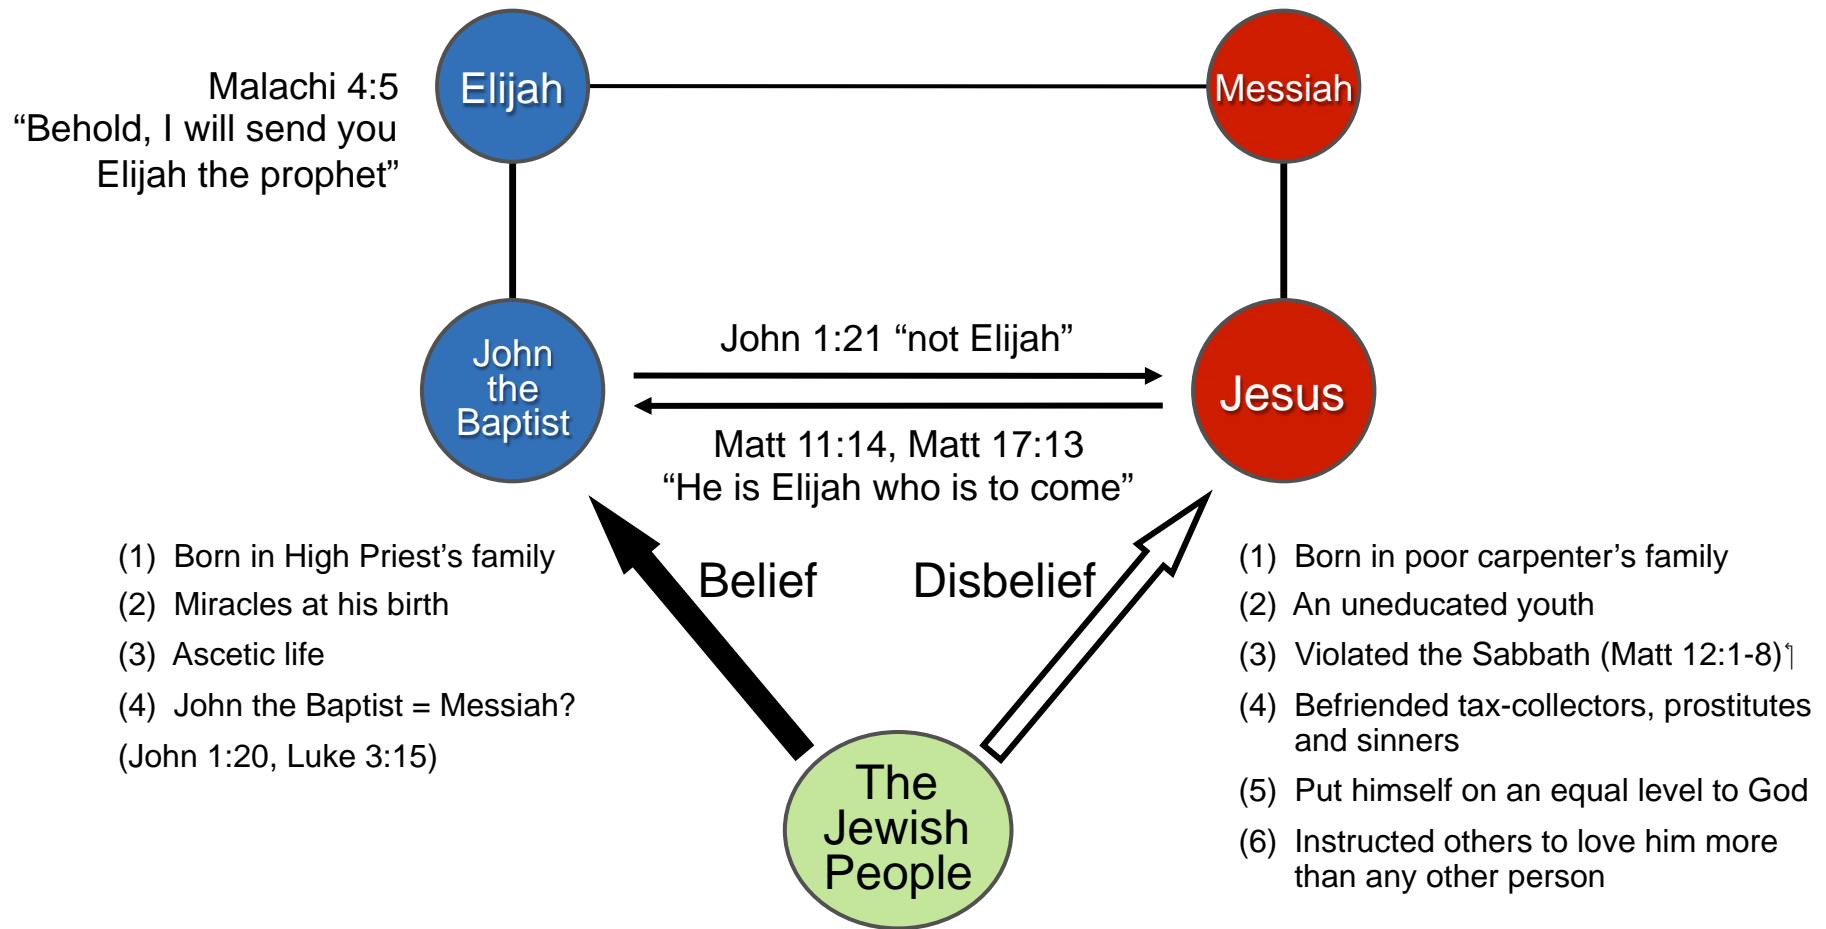 Elijah
Messiah
Malachi 4:5
“Behold, I will send you
Elijah the prophet”
John
the
Baptist
John 1:21 “not Elijah”
Jesus
Matt 11:14, Matt 17:13
“He is Elijah who is to come”
Belief
Disbelief
(1) Born in High Priest’s family
(2) Miracles at his birth
(3) Ascetic life
(4) John the Baptist = Messiah?
(John 1:20, Luke 3:15)
(1) Born in poor carpenter’s family
(2) An uneducated youth
(3) Violated the Sabbath (Matt 12:1-8)
(4) Befriended tax-collectors, prostitutes
and sinners
(5) Put himself on an equal level to God
(6) Instructed others to love him more
than any other person
The
Jewish
People